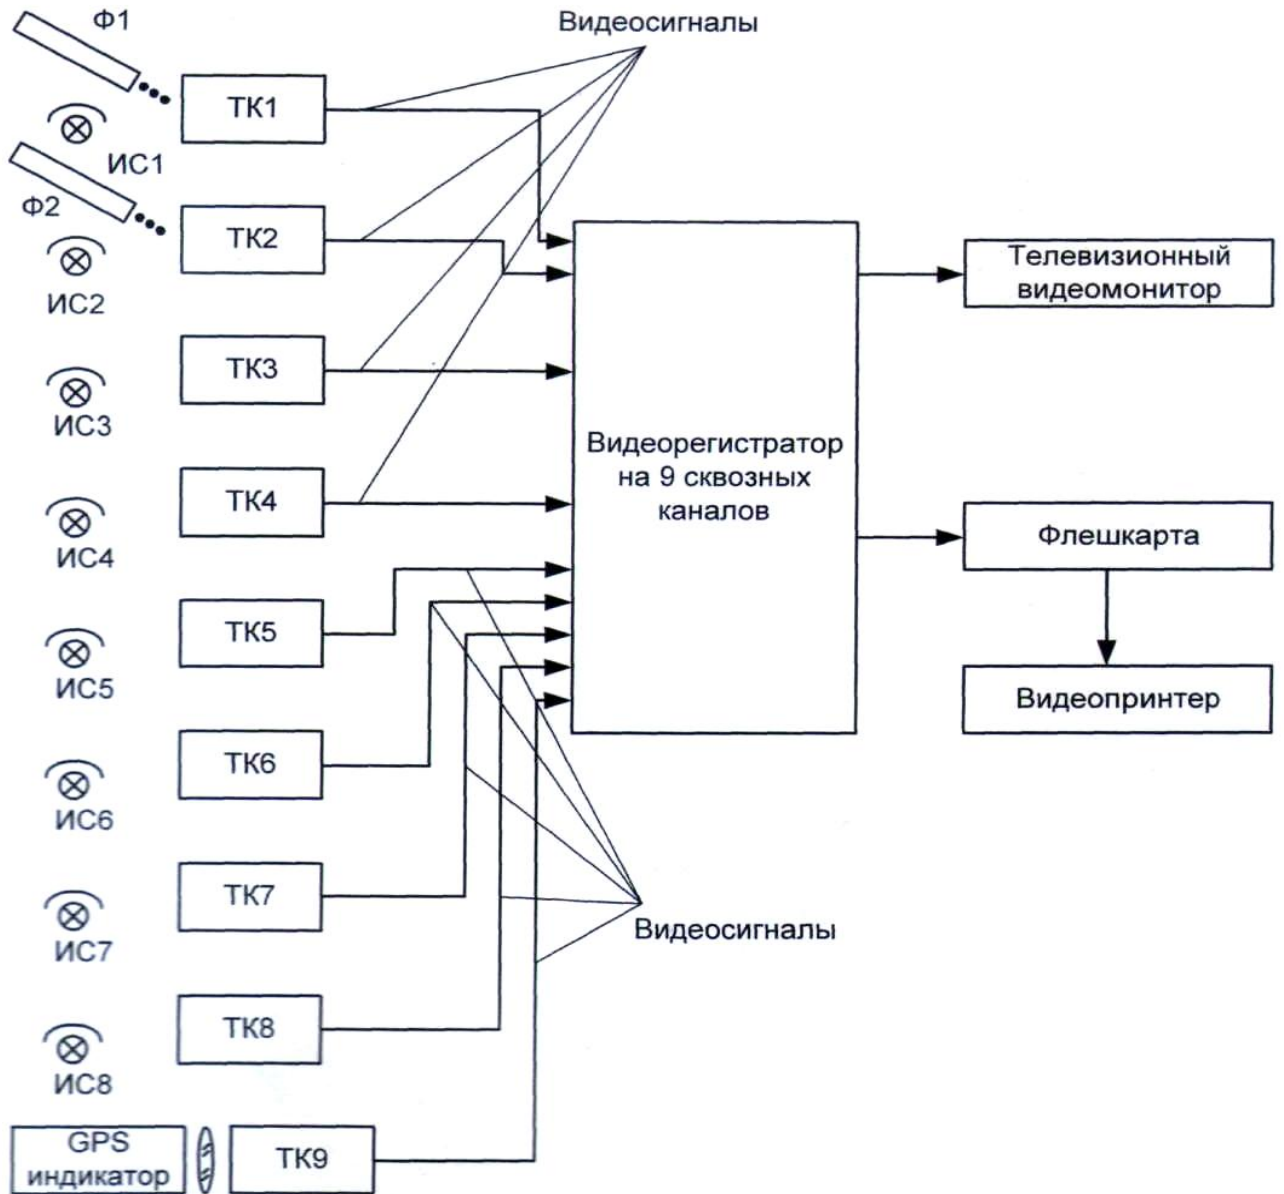 Ф1
Видеосигналы
ТК1
ИС1
Ф2
ТК2
ИС2
Телевизионный
видеомонитор
ТК3
ИС3
Видеорегистратор
на 9 сквозных
каналов
ТК4
ИС4
Флешкарта
ТК5
ИС5
Видеопринтер
ТК6
ИС6
ТК7
ИС7
Видеосигналы
ТК8
ИС8
GPS
индикатор
ТК9